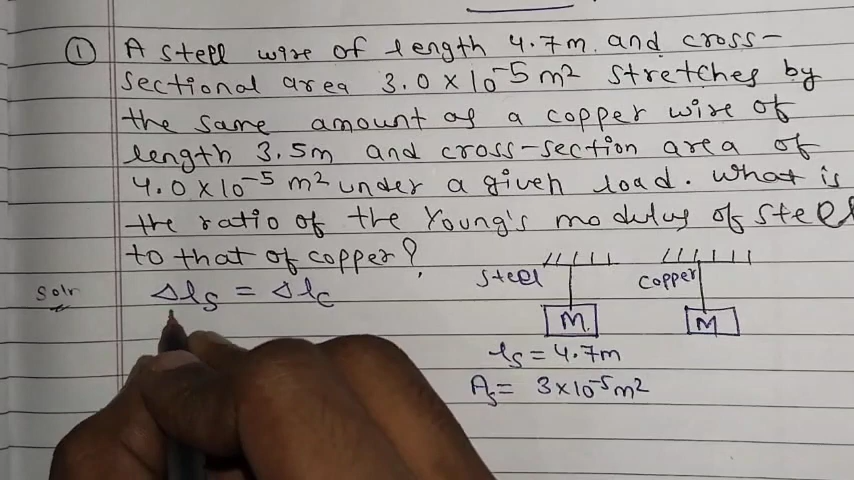 ① A steel wire of length 4.7m. and cross-
sectional area 3.0 × 10⁻⁵ m² stretches by
the same amount as a copper wire of
length 3.5m and cross-section area of
4.0 × 10⁻⁵ m² under a given load. What is
the ratio of the Young's modulus of steel
to that of copper?
Soln
Δls = Δlc
Steel
Copper
M
M
ls = 4.7m
As = 3×10⁻⁵m²